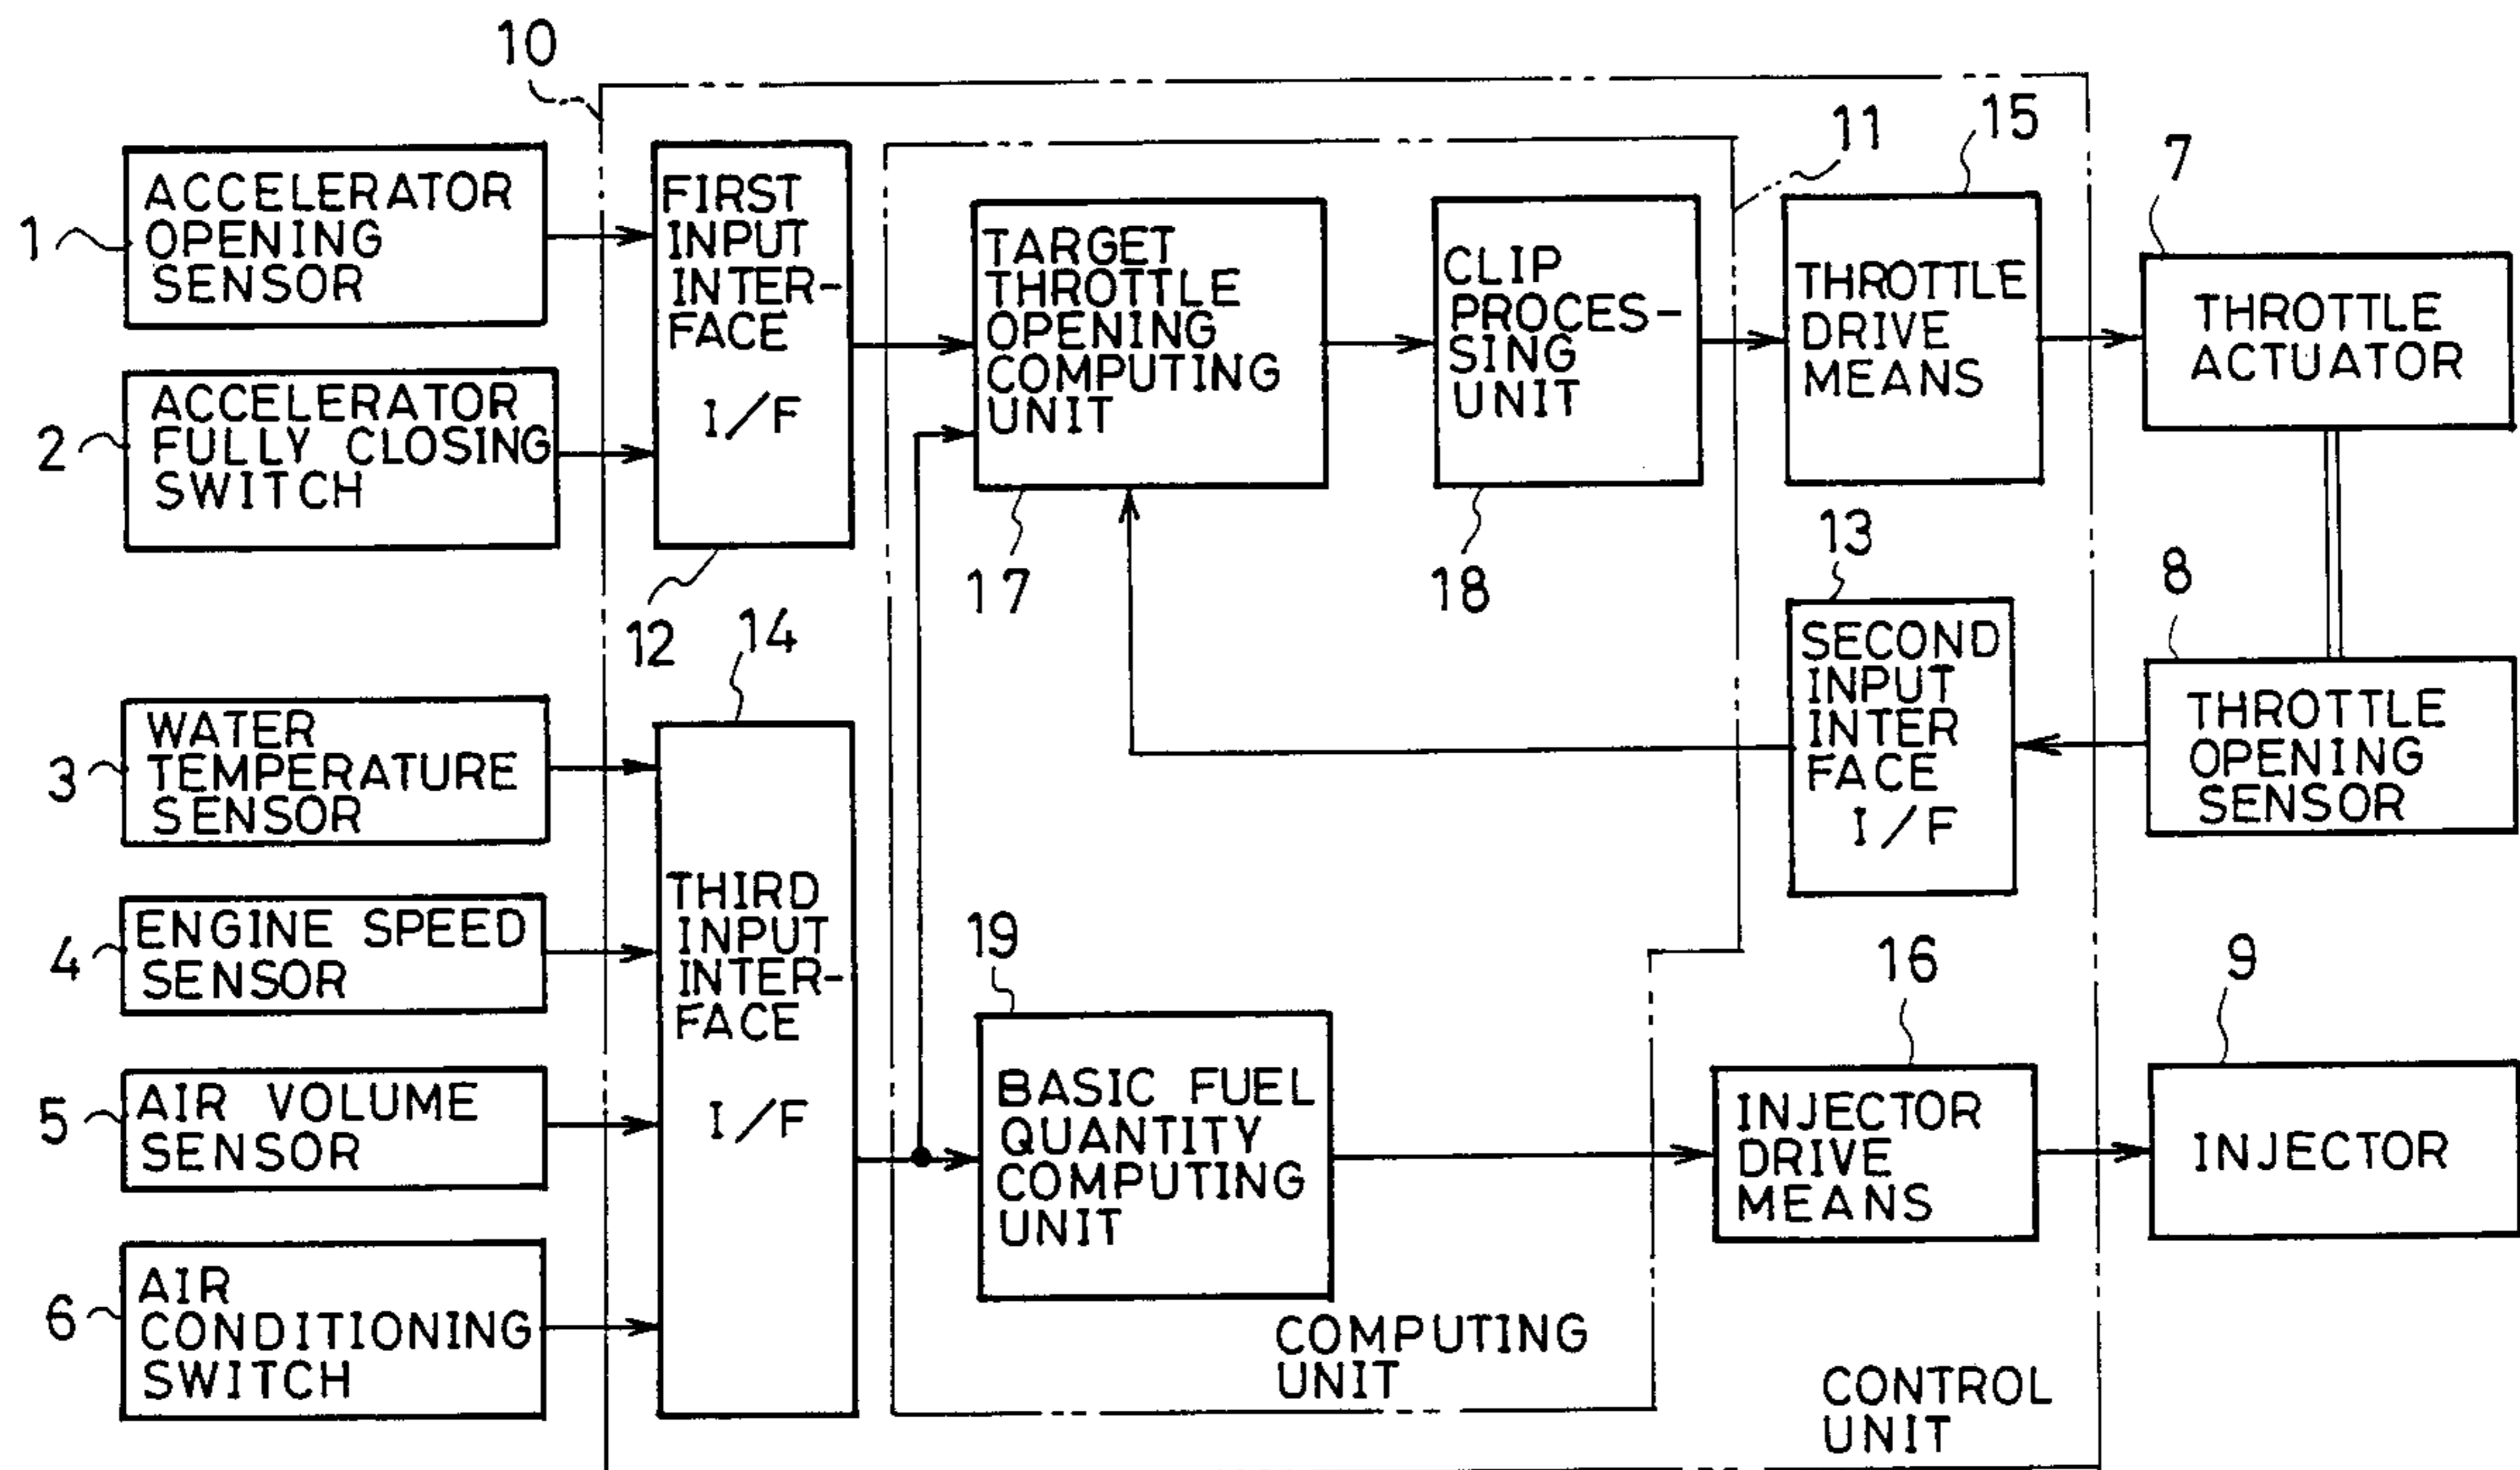 10
1
ACCELERATOR
OPENING
SENSOR
2
ACCELERATOR
FULLY CLOSING
SWITCH
3
WATER
TEMPERATURE
SENSOR
4
ENGINE SPEED
SENSOR
5
AIR VOLUME
SENSOR
6
AIR
CONDITIONING
SWITCH
FIRST
INPUT
INTER-
FACE
I/F
12
14
THIRD
INPUT
INTER-
FACE
I/F
11
TARGET
THROTTLE
OPENING
COMPUTING
UNIT
17
CLIP
PROCES-
SING
UNIT
18
19
BASIC FUEL
QUANTITY
COMPUTING
UNIT
COMPUTING
UNIT
15
THROTTLE
DRIVE
MEANS
13
SECOND
INPUT
INTER
FACE
I/F
16
INJECTOR
DRIVE
MEANS
CONTROL
UNIT
7
THROTTLE
ACTUATOR
8
THROTTLE
OPENING
SENSOR
9
INJECTOR